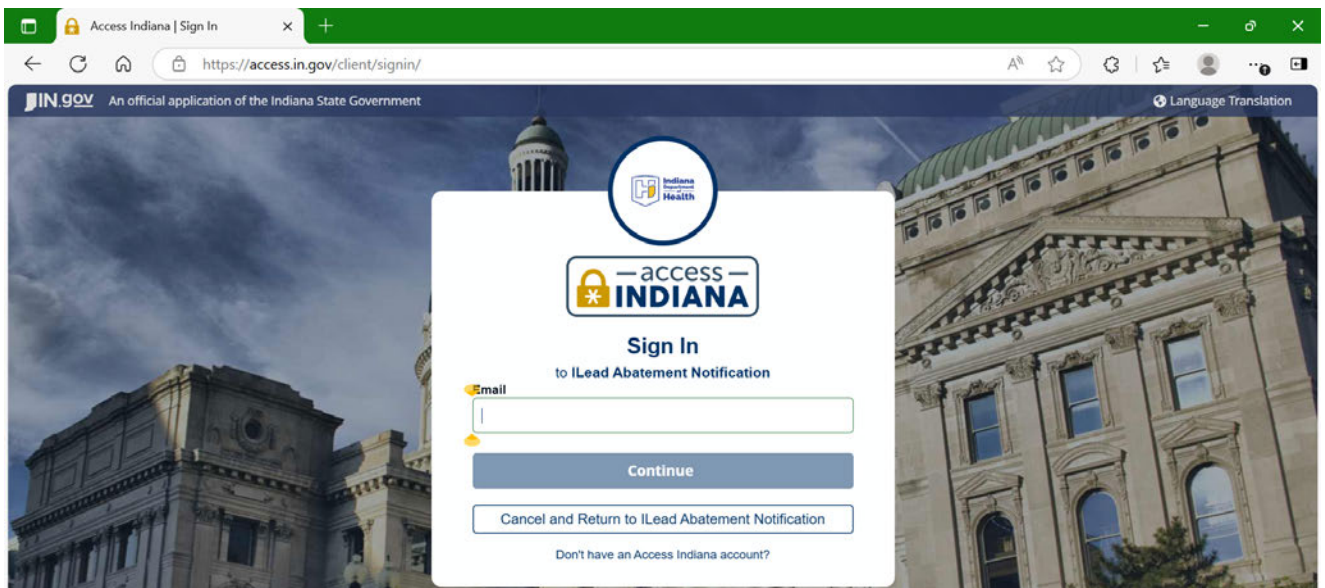 Access Indiana | Sign In
https://access.in.gov/client/signin/
IN.gov An official application of the Indiana State Government
Language Translation
Indiana
Department
of
Health
access
INDIANA
Sign In
to ILead Abatement Notification
Email
Continue
Cancel and Return to ILead Abatement Notification
Don't have an Access Indiana account?